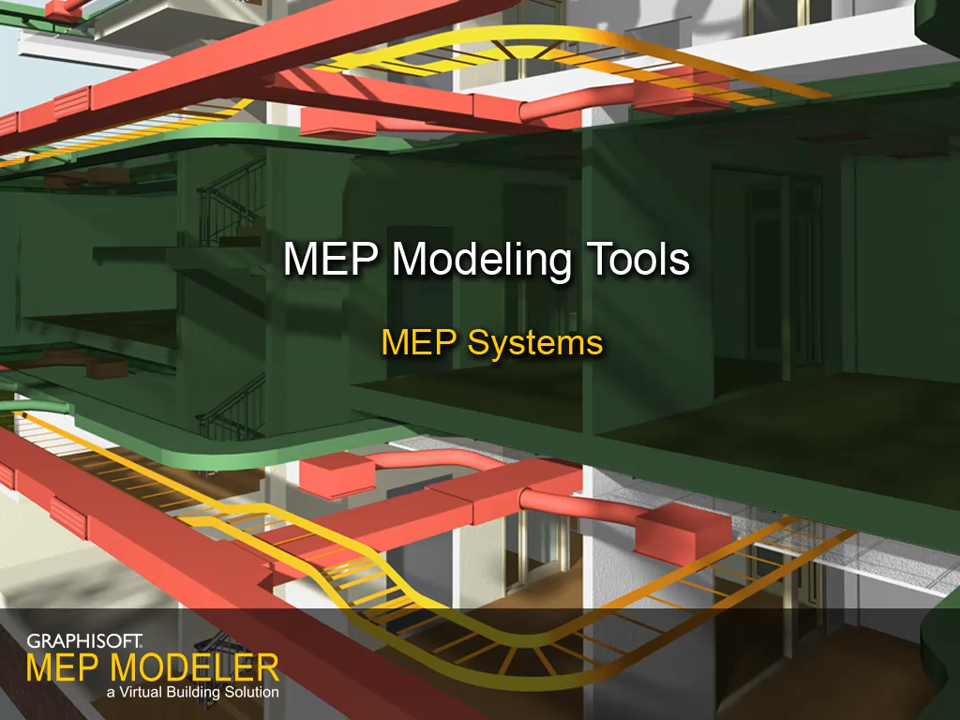 MEP Modeling Tools
MEP Systems
GRAPHISOFT.
MEP MODELER
a Virtual Building Solution